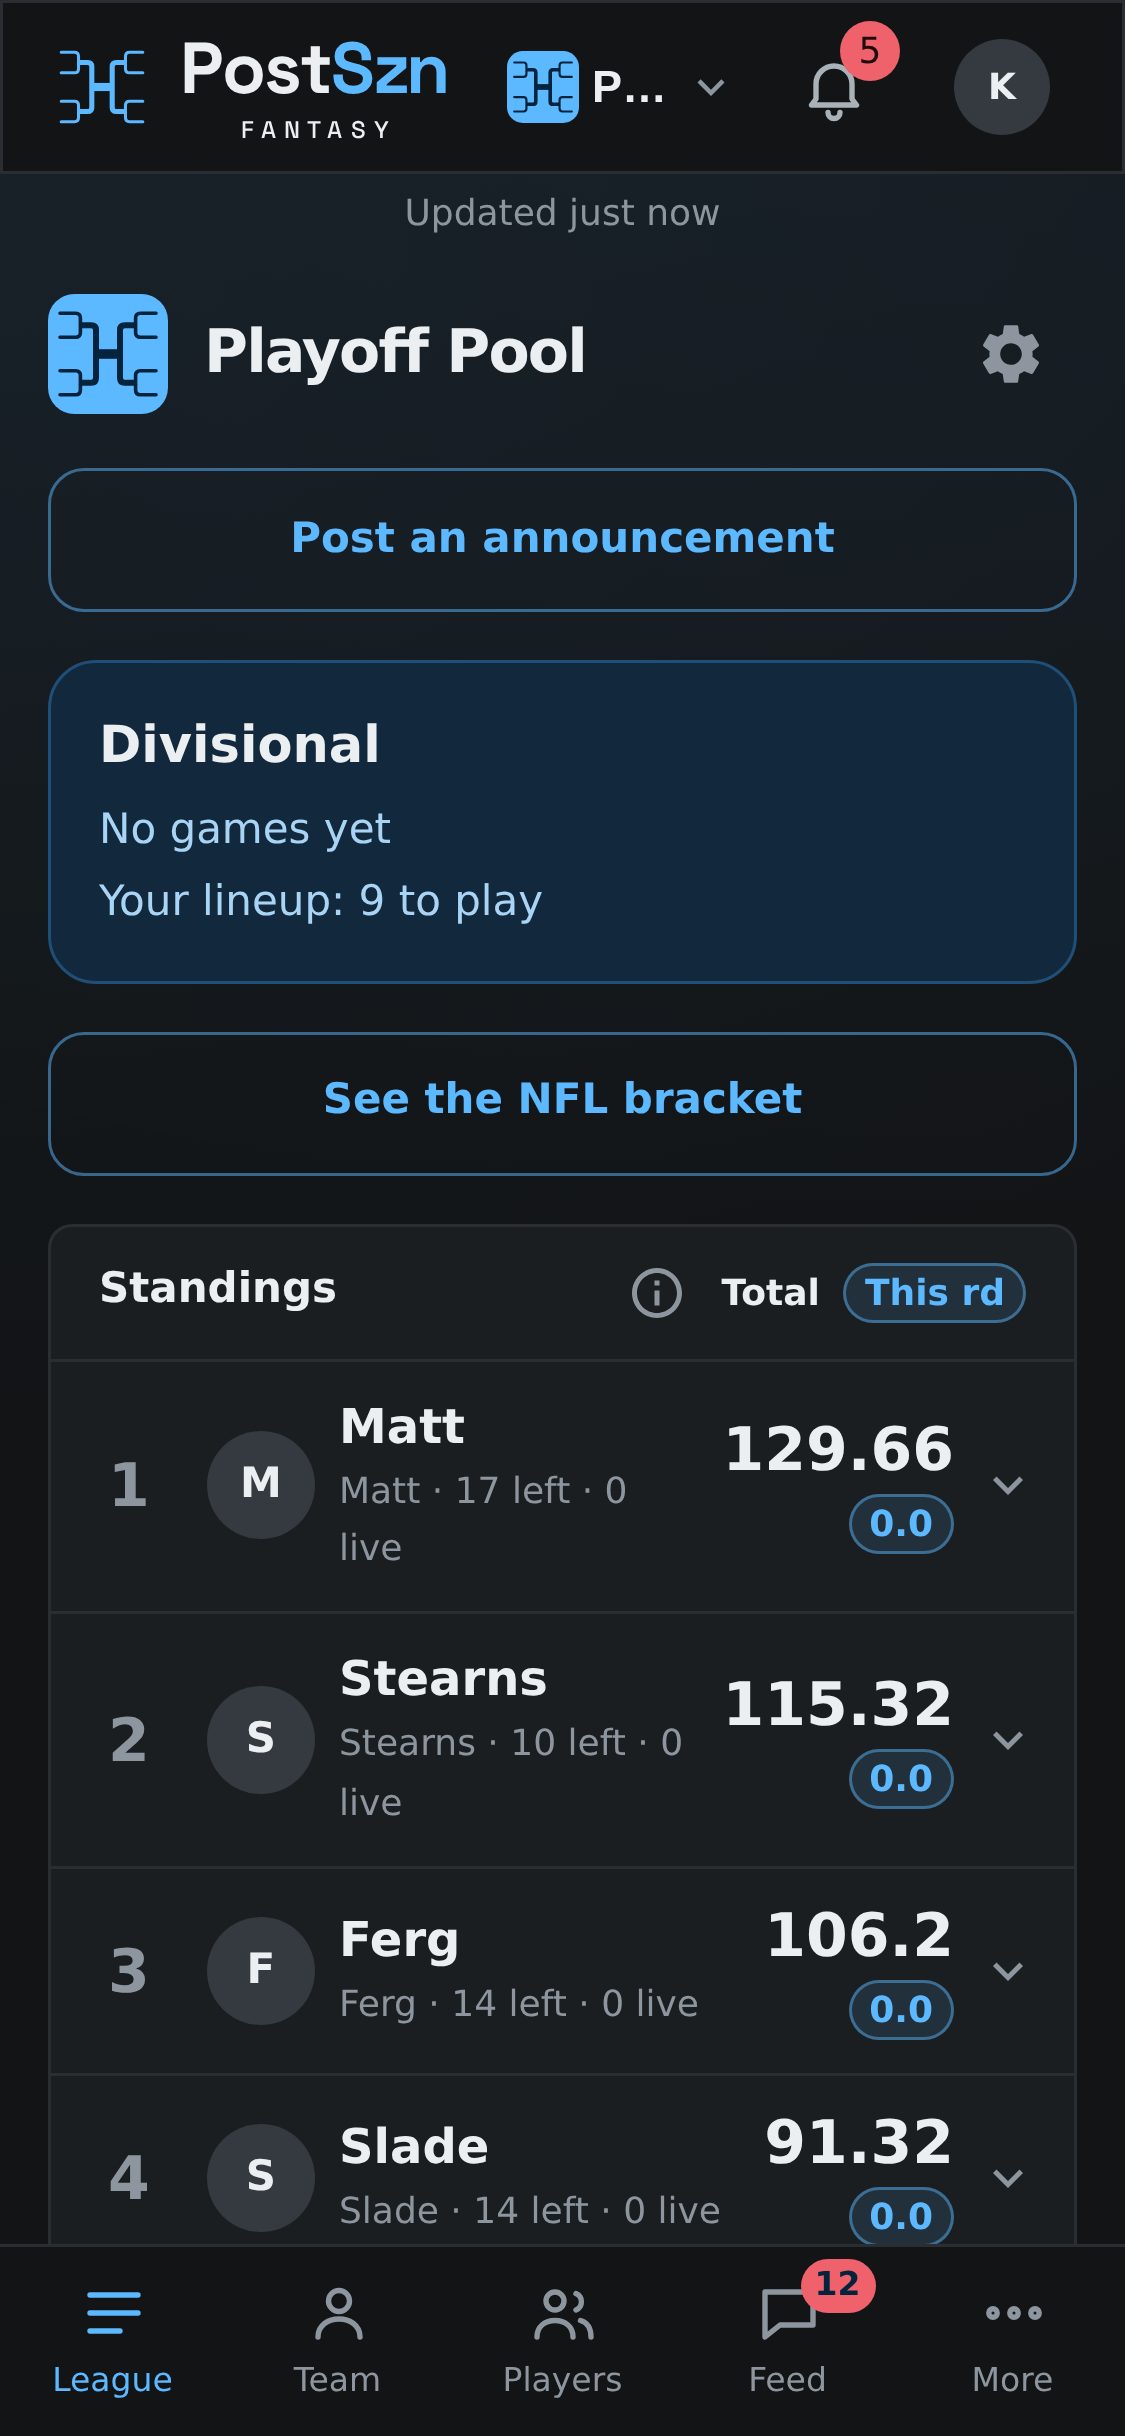 PostSzn
FANTASY
P...
5
K
Updated just now
Playoff Pool
Post an announcement
Divisional
No games yet
Your lineup: 9 to play
See the NFL bracket
Standings
Total
This rd
1
M
Matt
Matt · 17 left · 0
live
129.66
0.0
2
S
Stearns
Stearns · 10 left · 0
live
115.32
0.0
3
F
Ferg
Ferg · 14 left · 0 live
106.2
0.0
4
S
Slade
Slade · 14 left · 0 live
91.32
0.0
12
League
Team
Players
Feed
More